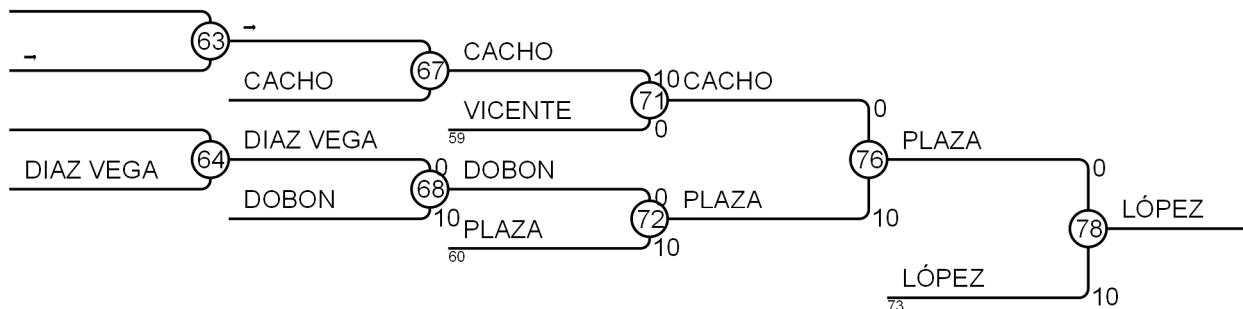 63
→
→
CACHO
67
CACHO
10
71
CACHO
VICENTE
59
0
0
76
PLAZA
DIAZ VEGA
64
DIAZ VEGA
0
68
DOBON
10
DOBON
0
72
PLAZA
PLAZA
60
10
10
0
78
LÓPEZ
LÓPEZ
73
10